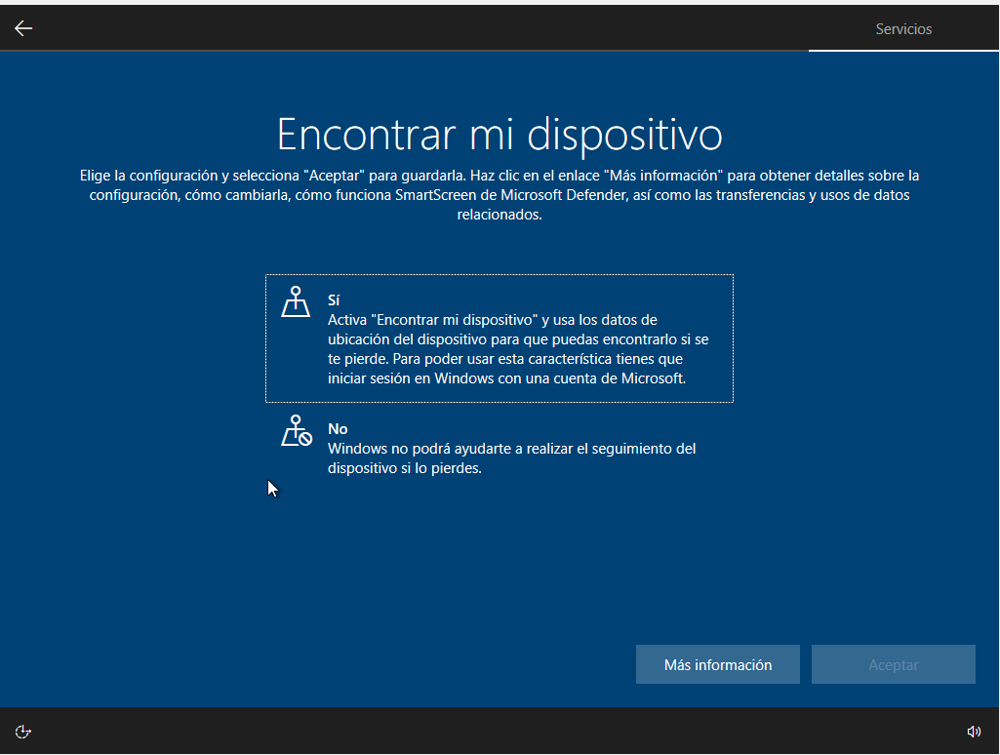 Servicios
Encontrar mi dispositivo
Elige la configuración y selecciona "Aceptar" para guardarla. Haz clic en el enlace "Más información" para obtener detalles sobre la
configuración, cómo cambiarla, cómo funciona SmartScreen de Microsoft Defender, así como las transferencias y usos de datos
relacionados.
Sí
Activa "Encontrar mi dispositivo" y usa los datos de
ubicación del dispositivo para que puedas encontrarlo si se
te pierde. Para poder usar esta característica tienes que
iniciar sesión en Windows con una cuenta de Microsoft.
No
Windows no podrá ayudarte a realizar el seguimiento del
dispositivo si lo pierdes.
Más información
Aceptar